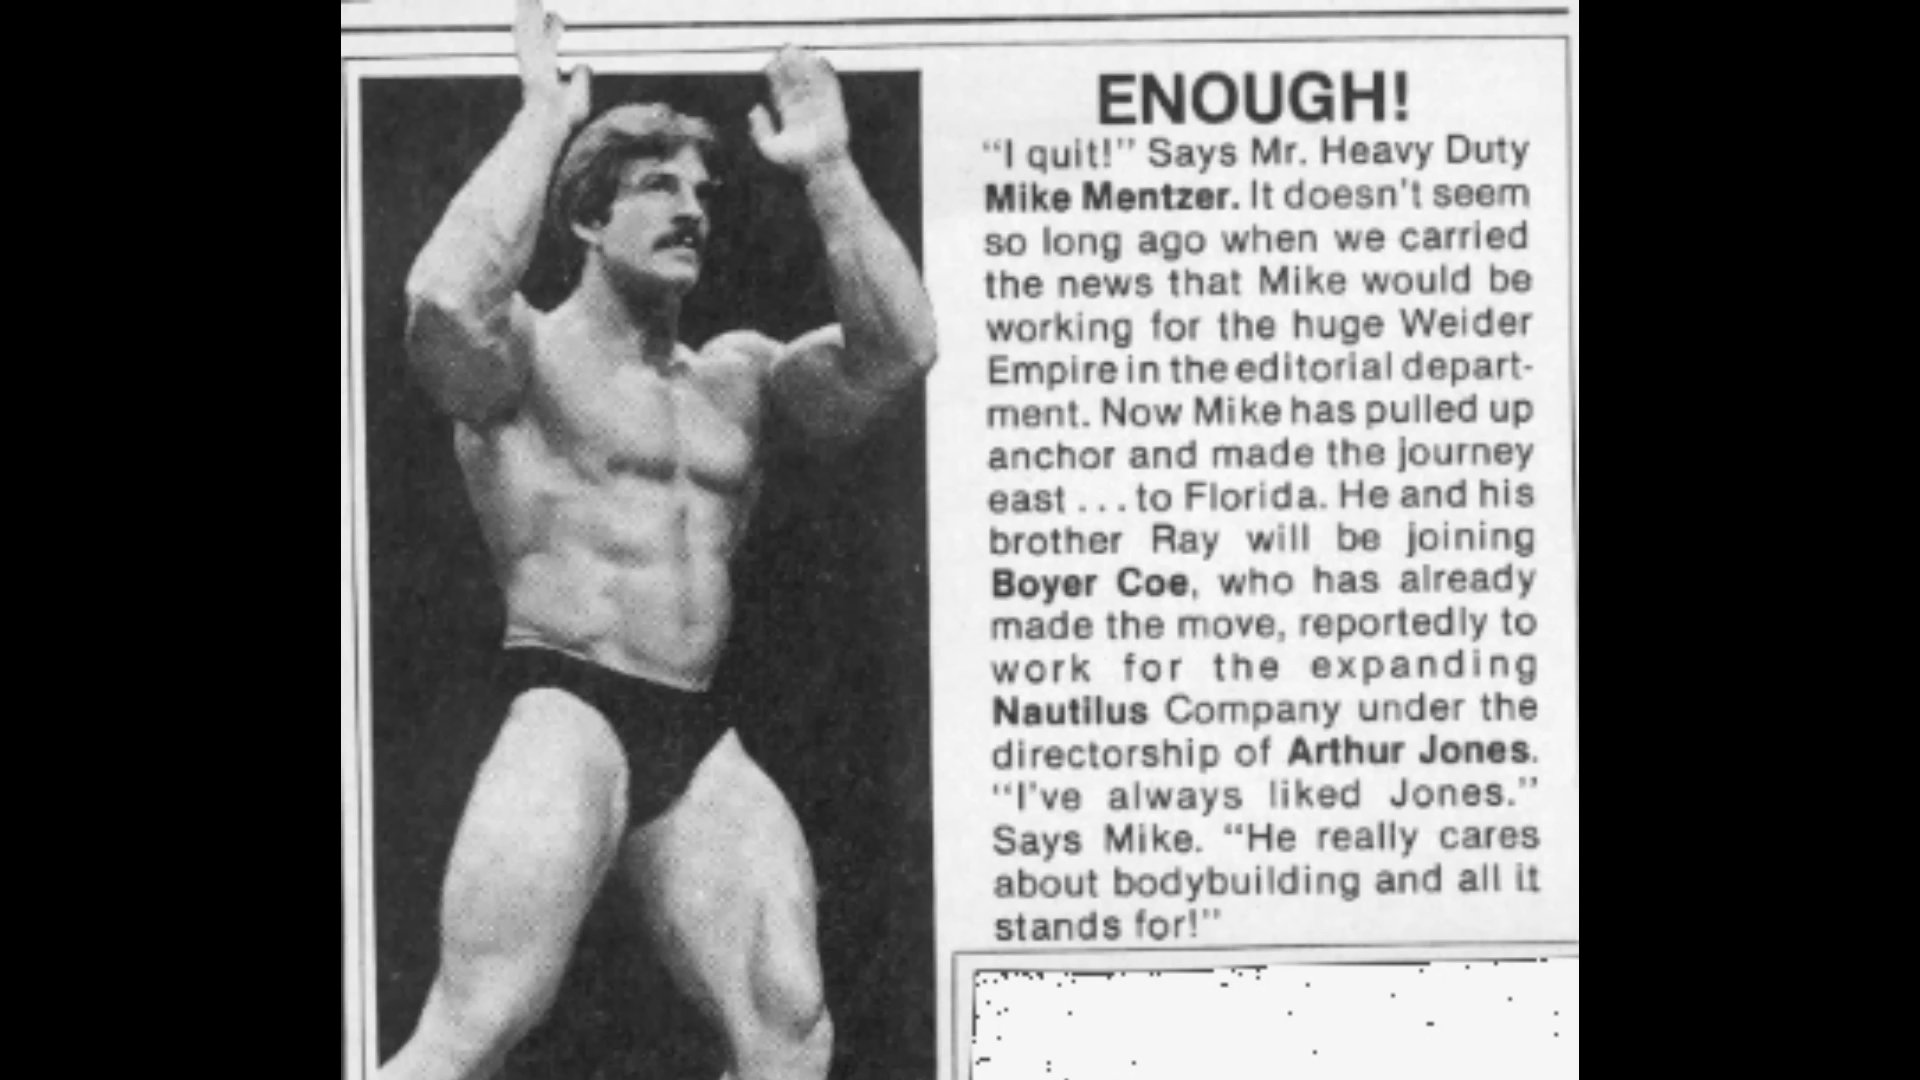 ENOUGH!
“I quit!” Says Mr. Heavy Duty
Mike Mentzer. It doesn't seem
so long ago when we carried
the news that Mike would be
working for the huge Weider
Empire in the editorial depart-
ment. Now Mike has pulled up
anchor and made the journey
east . . . to Florida. He and his
brother Ray will be joining
Boyer Coe, who has already
made the move, reportedly to
work for the expanding
Nautilus Company under the
directorship of Arthur Jones.
“I've always liked Jones.”
Says Mike. “He really cares
about bodybuilding and all it
stands for!”